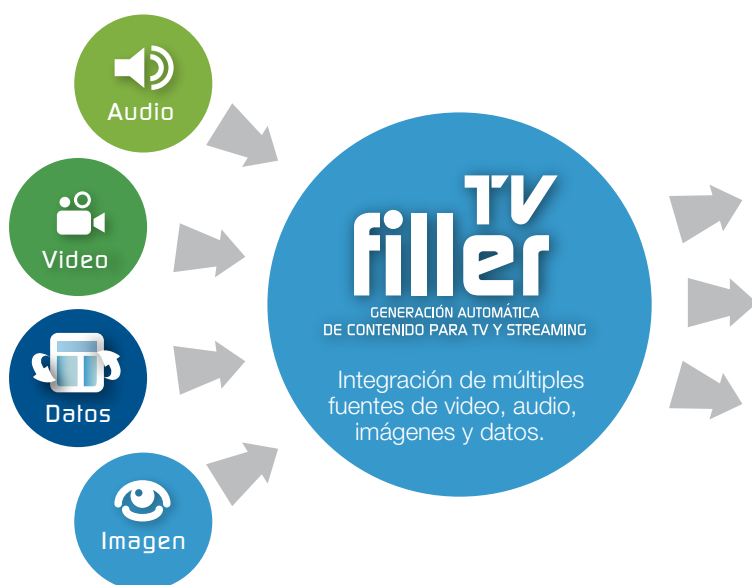 Audio
Video
Datos
Imagen
TV
filler
GENERACIÓN AUTOMÁTICA
DE CONTENIDO PARA TV Y STREAMING
Integración de múltiples
fuentes de video, audio,
imágenes y datos.